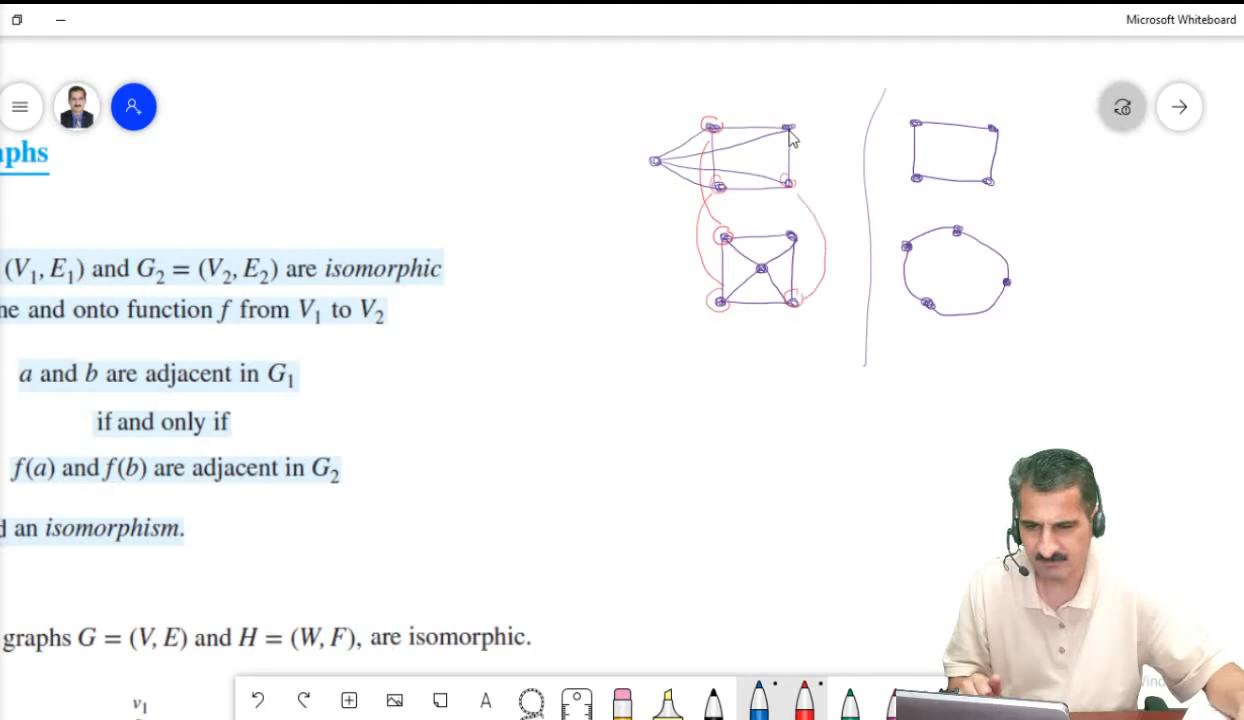 Microsoft Whiteboard
phs
(V₁, E₁) and G₂ = (V₂, E₂) are isomorphic
ne and onto function f from V₁ to V₂
a and b are adjacent in G₁
if and only if
f(a) and f(b) are adjacent in G₂
an isomorphism.
graphs G = (V, E) and H = (W, F), are isomorphic.
v₁
A